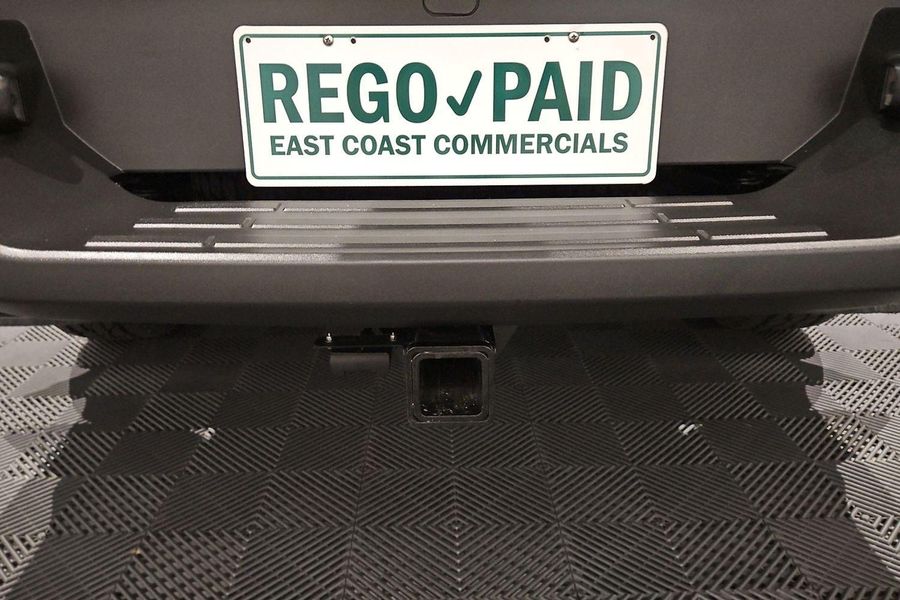 REGO✓PAID
EAST COAST COMMERCIALS